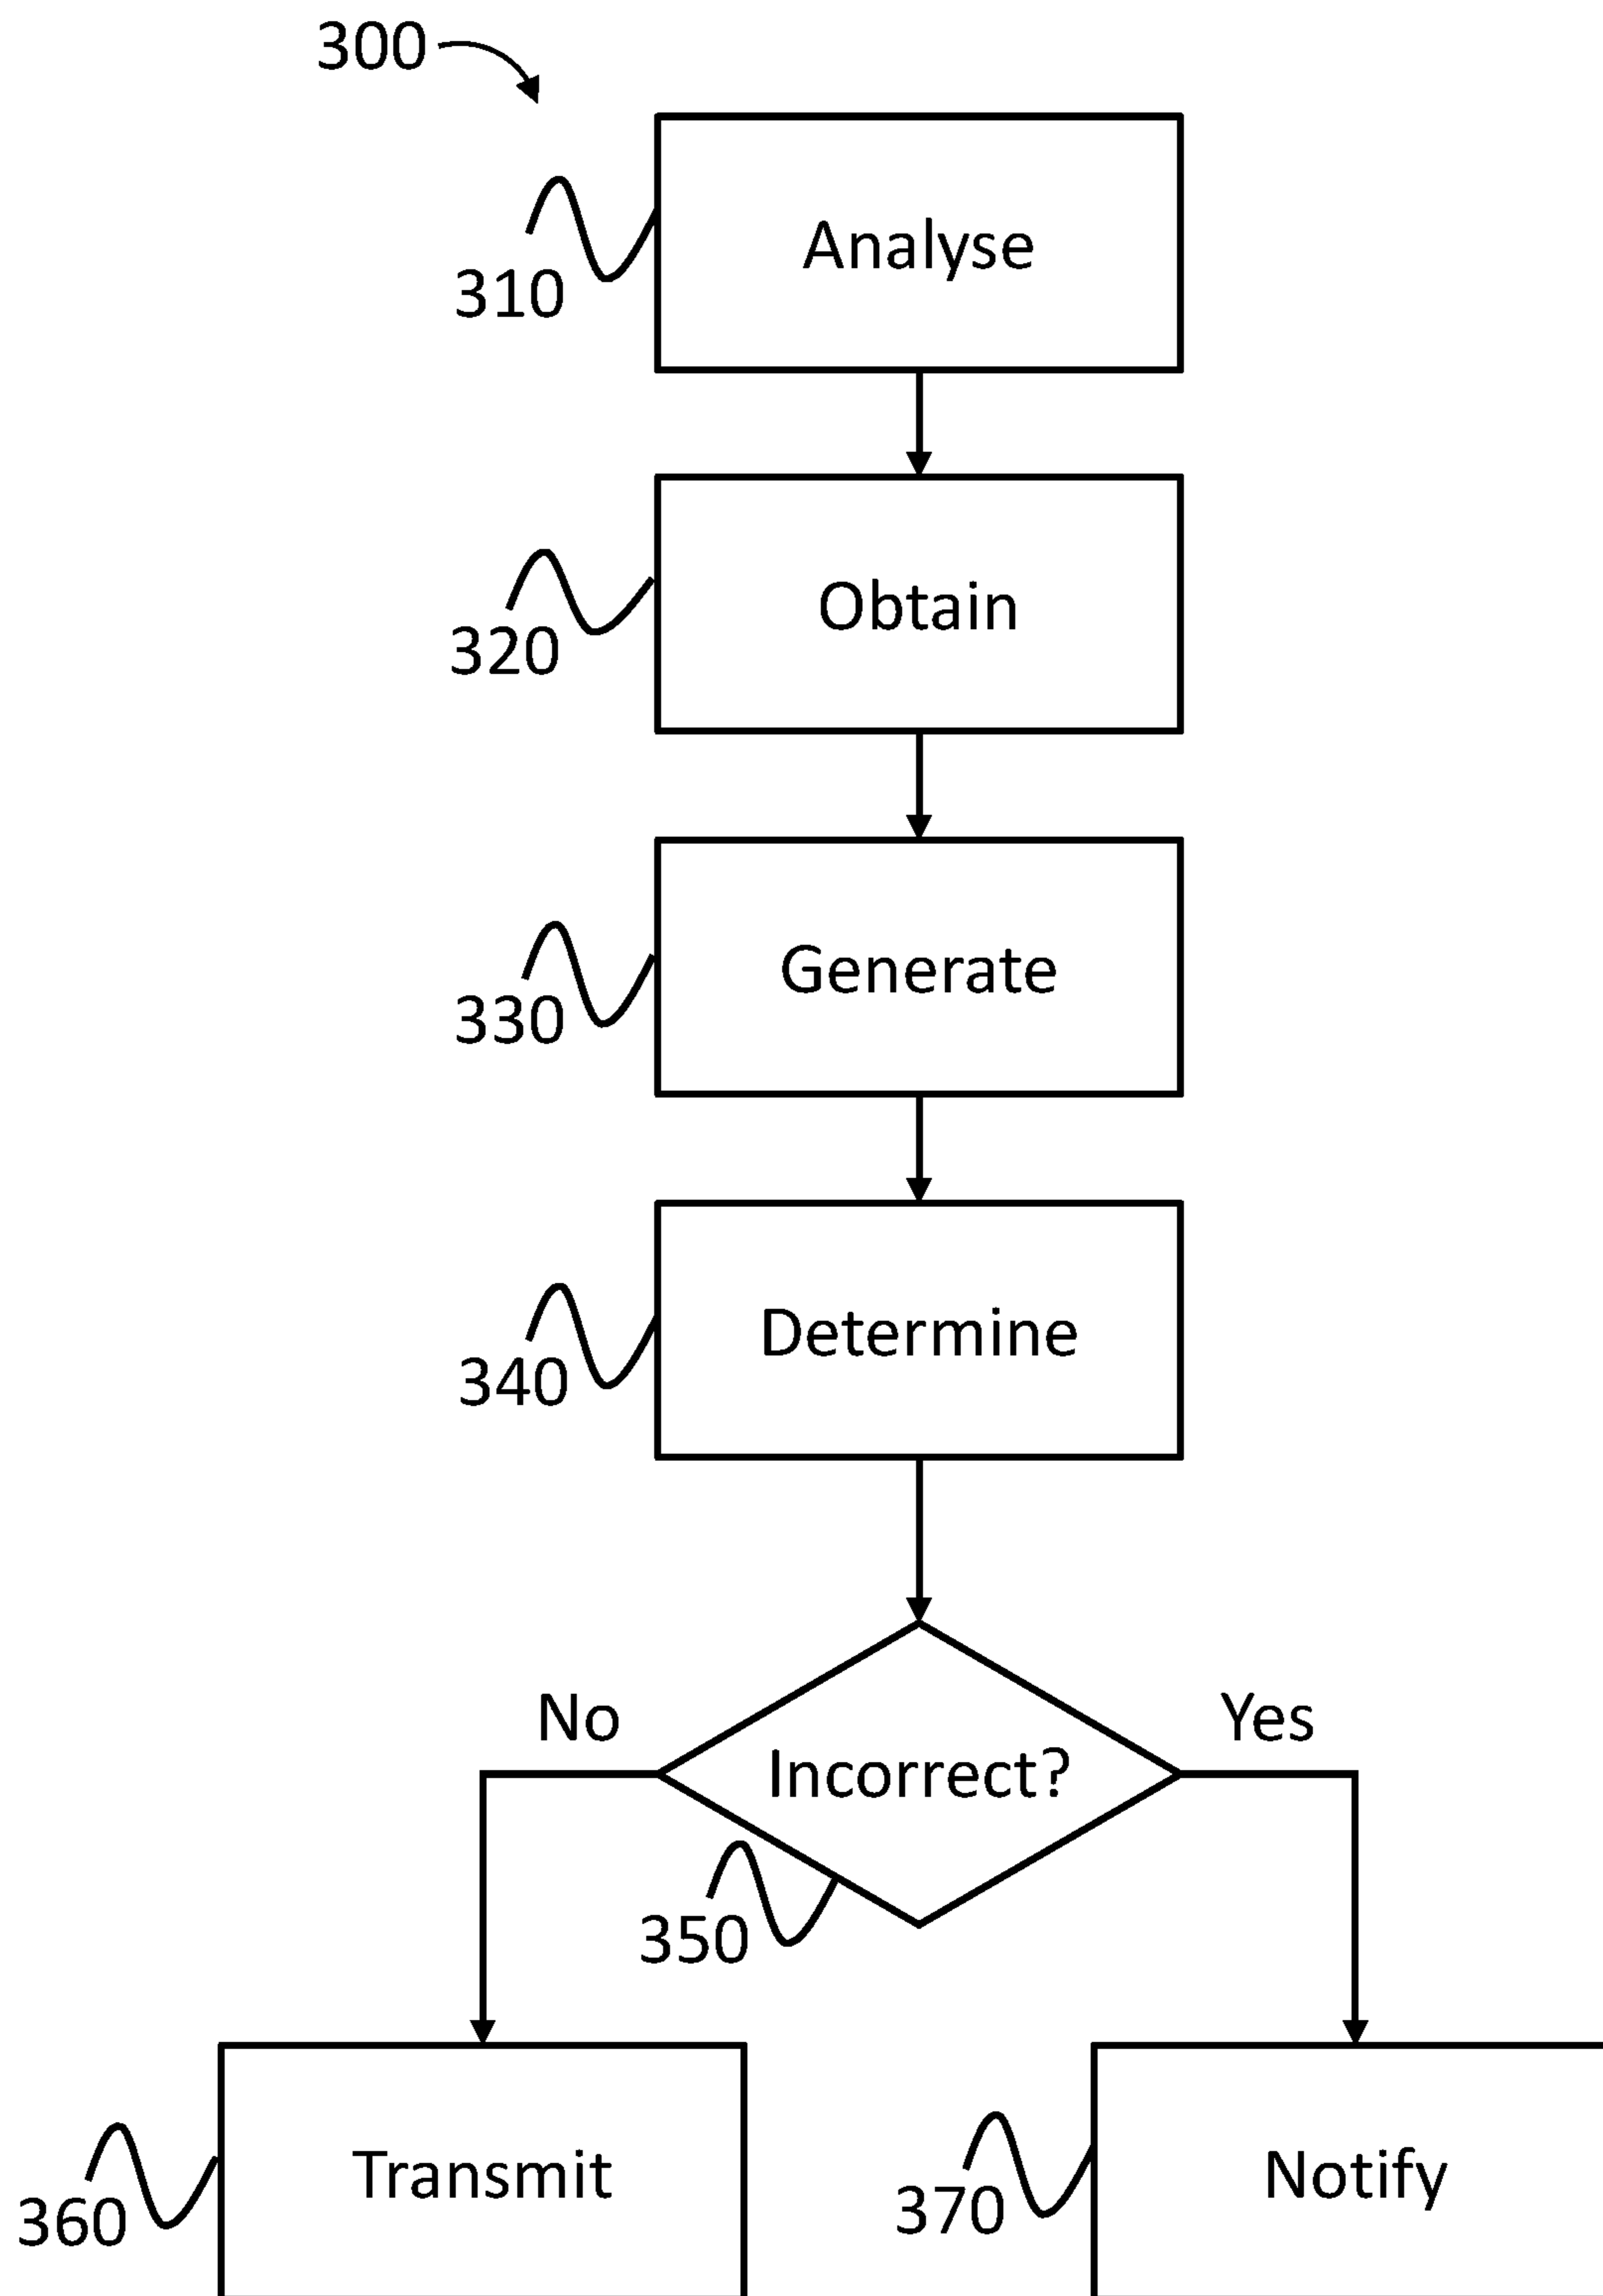 300
Analyse
310
Obtain
320
Generate
330
Determine
340
No
Yes
Incorrect?
350
Transmit
360
Notify
370